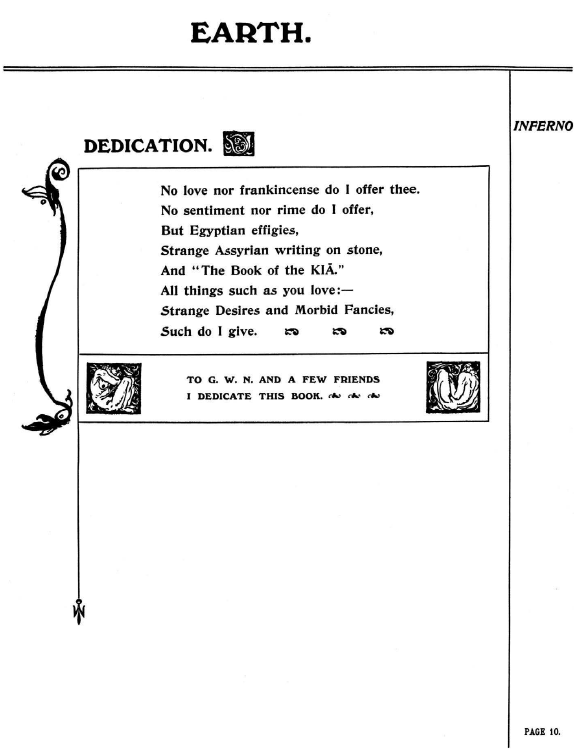 EARTH.
INFERNO
DEDICATION.
No love nor frankincense do I offer thee.
No sentiment nor rime do I offer,
But Egyptian effigies,
Strange Assyrian writing on stone,
And “The Book of the KIĀ.”
All things such as you love:—
Strange Desires and Morbid Fancies,
Such do I give.
TO G. W. N. AND A FEW FRIENDS
I DEDICATE THIS BOOK.
PAGE 10.